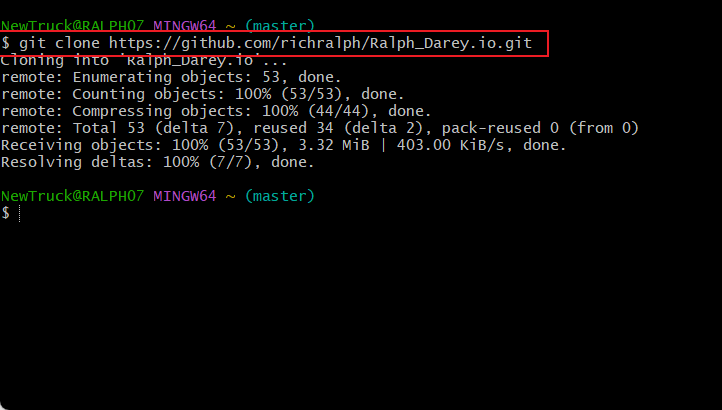 NewTruck@RALPH07 MINGW64 ~ (master)
$ git clone https://github.com/richralph/Ralph_Darey.io.git
Cloning into 'Ralph_Darey.io'...
remote: Enumerating objects: 53, done.
remote: Counting objects: 100% (53/53), done.
remote: Compressing objects: 100% (44/44), done.
remote: Total 53 (delta 7), reused 34 (delta 2), pack-reused 0 (from 0)
Receiving objects: 100% (53/53), 3.32 MiB | 403.00 KiB/s, done.
Resolving deltas: 100% (7/7), done.
NewTruck@RALPH07 MINGW64 ~ (master)
$